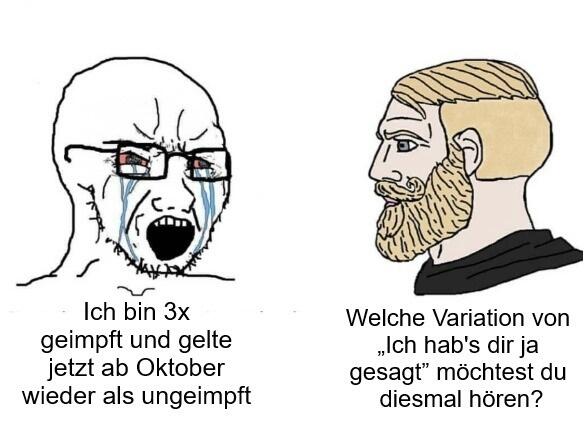 Ich bin 3x
geimpft und gelte
jetzt ab Oktober
wieder als ungeimpft
Welche Variation von
„Ich hab's dir ja
gesagt” möchtest du
diesmal hören?